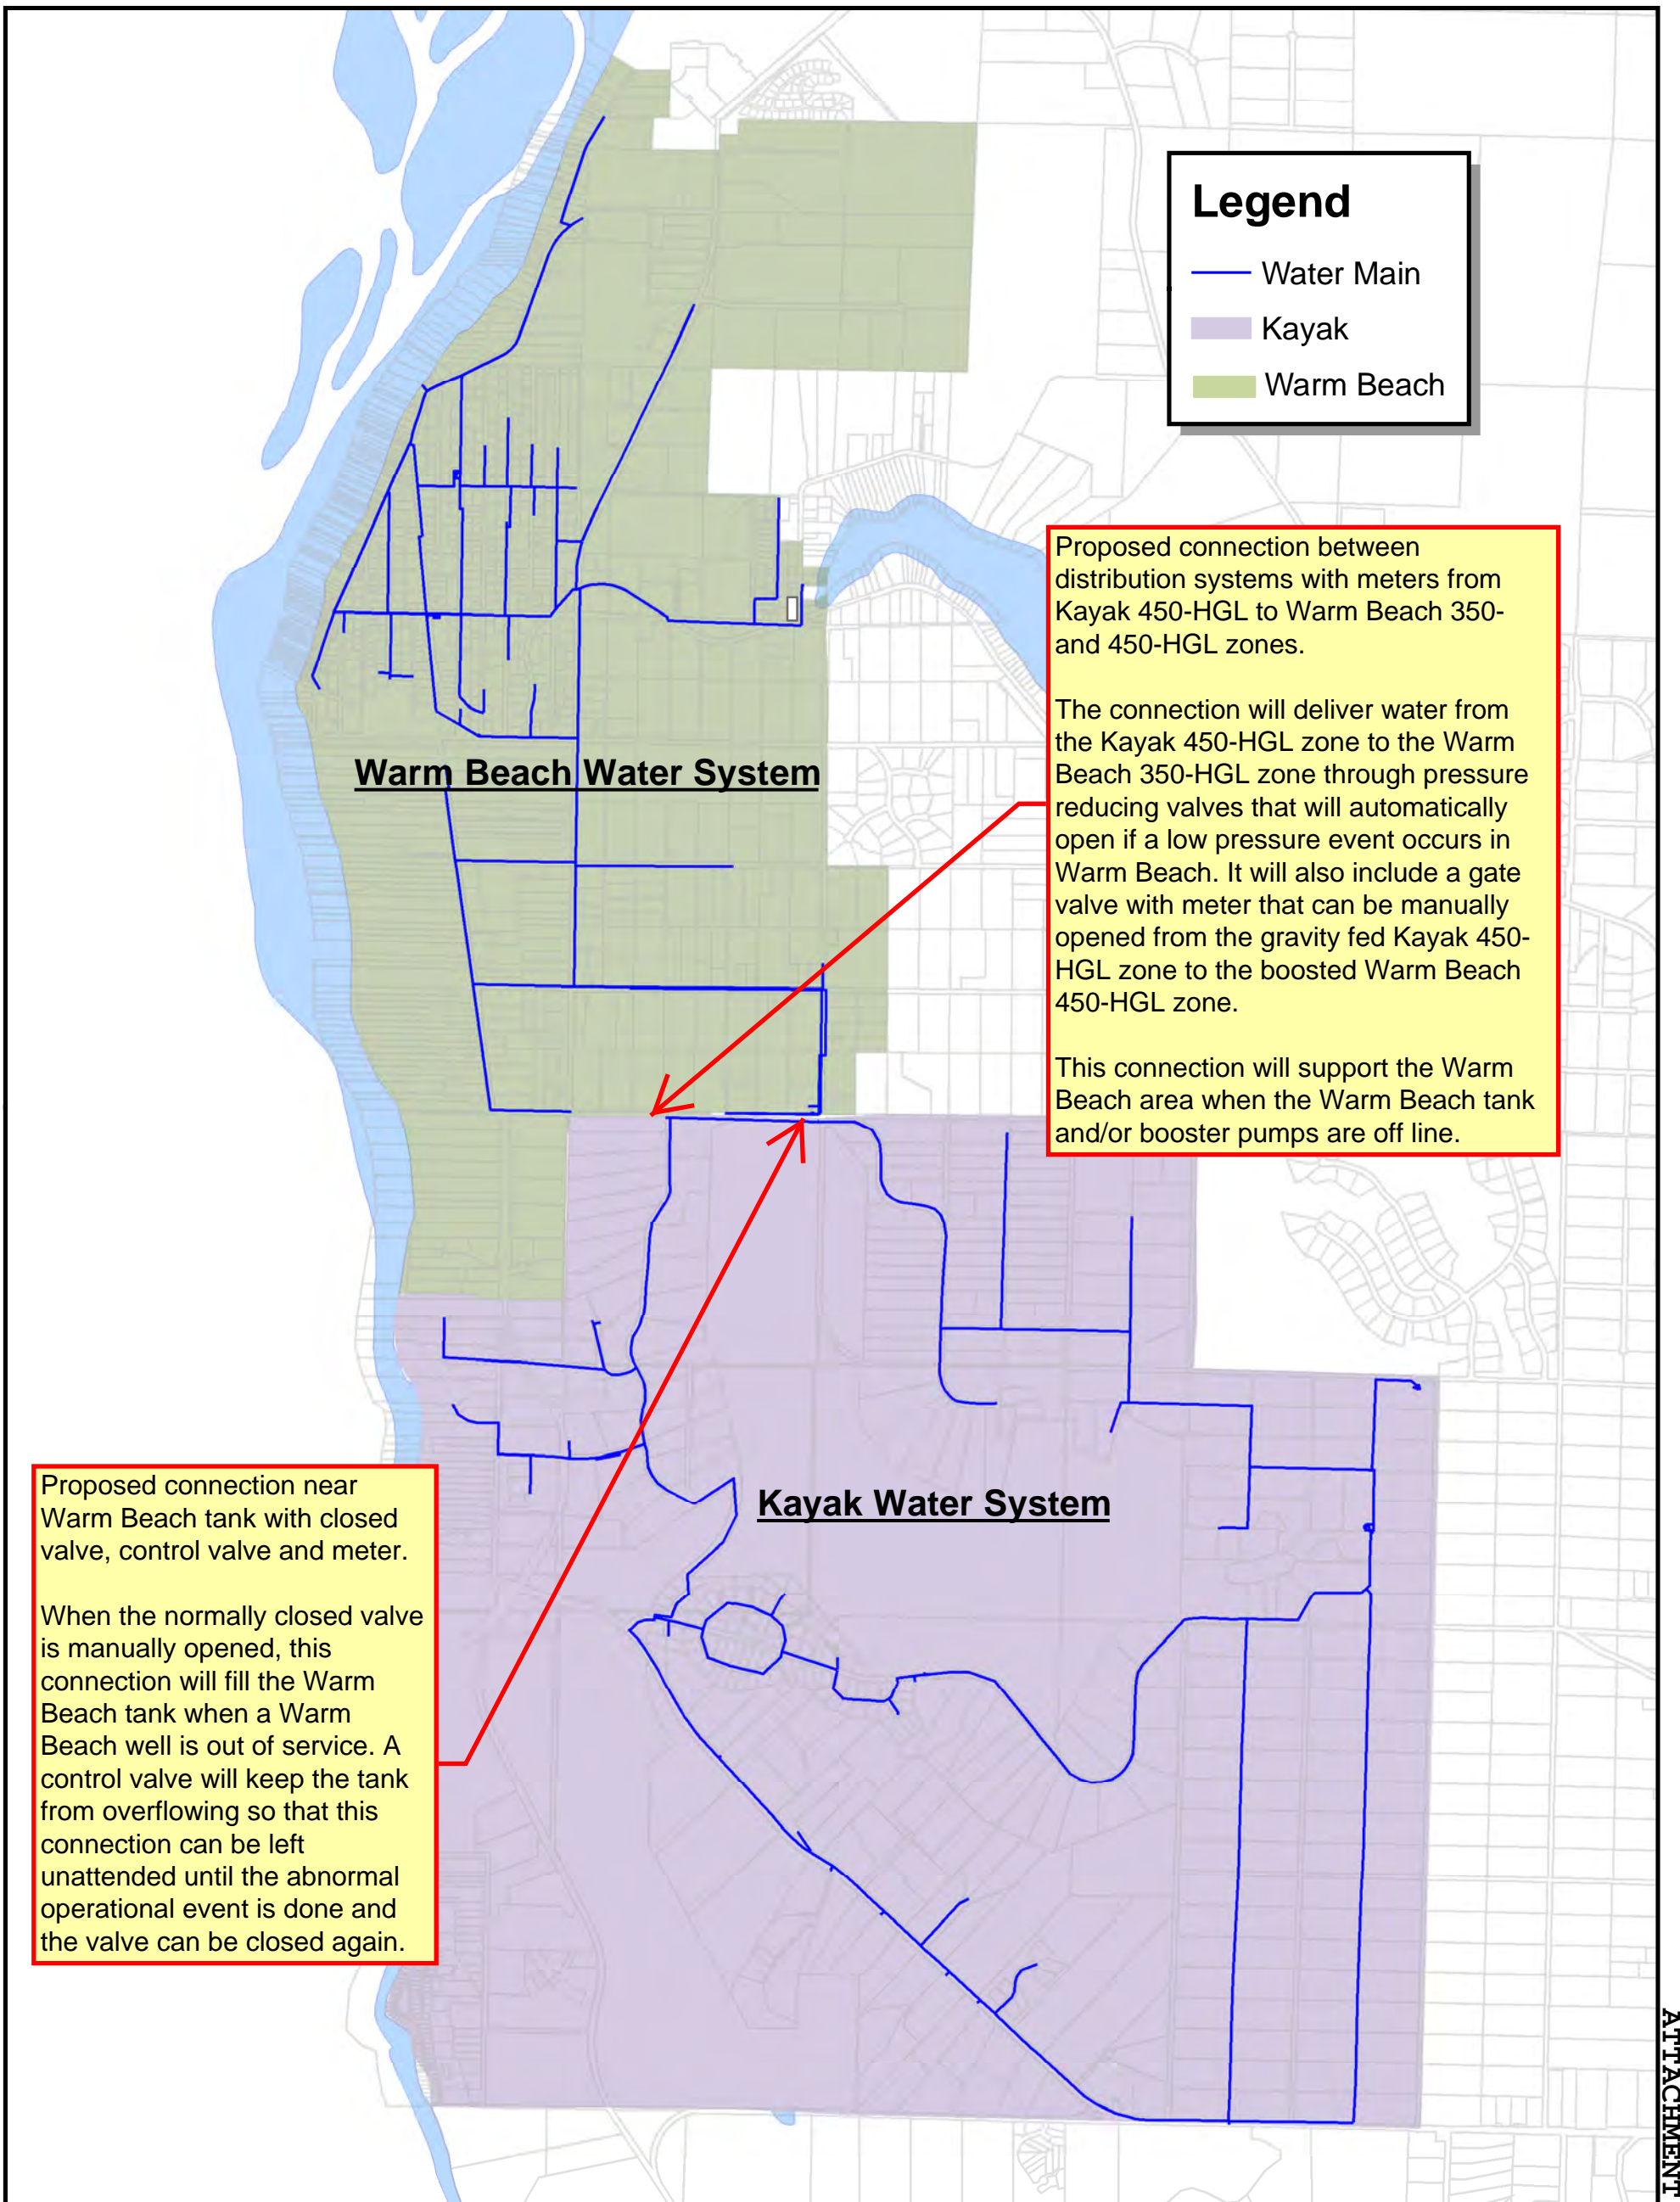 Legend
Water Main
Kayak
Warm Beach
Proposed connection between
distribution systems with meters from
Kayak 450-HGL to Warm Beach 350-
and 450-HGL zones.
The connection will deliver water from
the Kayak 450-HGL zone to the Warm
Beach 350-HGL zone through pressure
reducing valves that will automatically
open if a low pressure event occurs in
Warm Beach. It will also include a gate
valve with meter that can be manually
opened from the gravity fed Kayak 450-
HGL zone to the boosted Warm Beach
450-HGL zone.
This connection will support the Warm
Beach area when the Warm Beach tank
and/or booster pumps are off line.
Warm Beach Water System
Kayak Water System
Proposed connection near
Warm Beach tank with closed
valve, control valve and meter.
When the normally closed valve
is manually opened, this
connection will fill the Warm
Beach tank when a Warm
Beach well is out of service. A
control valve will keep the tank
from overflowing so that this
connection can be left
unattended until the abnormal
operational event is done and
the valve can be closed again.
ATTACHMENT